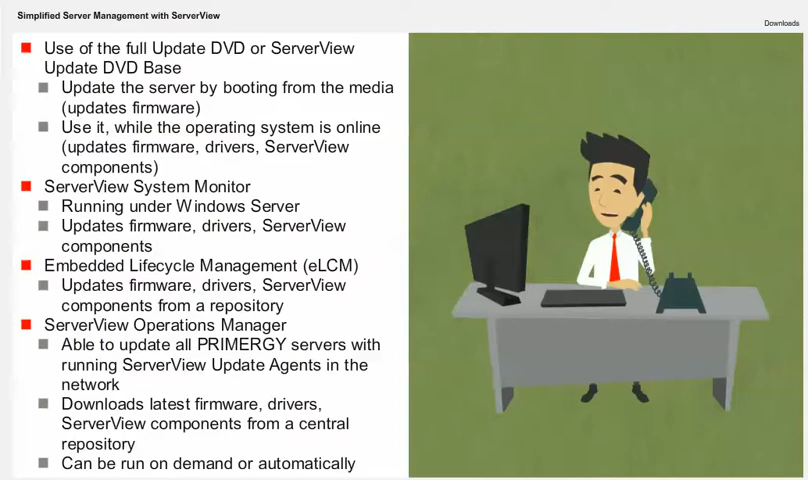 Simplified Server Management with ServerView
Downloads
Use of the full Update DVD or ServerView
Update DVD Base
Update the server by booting from the media
(updates firmware)
Use it, while the operating system is online
(updates firmware, drivers, ServerView
components)
ServerView System Monitor
Running under Windows Server
Updates firmware, drivers, ServerView
components
Embedded Lifecycle Management (eLCM)
Updates firmware, drivers, ServerView
components from a repository
ServerView Operations Manager
Able to update all PRIMERGY servers with
running ServerView Update Agents in the
network
Downloads latest firmware, drivers,
ServerView components from a central
repository
Can be run on demand or automatically